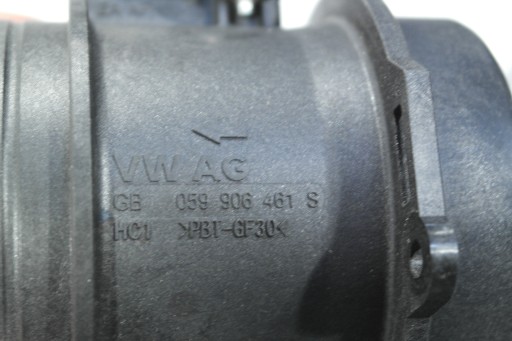 VW AG
GB 059 906 461 S
HC1 >PBT-GF30<